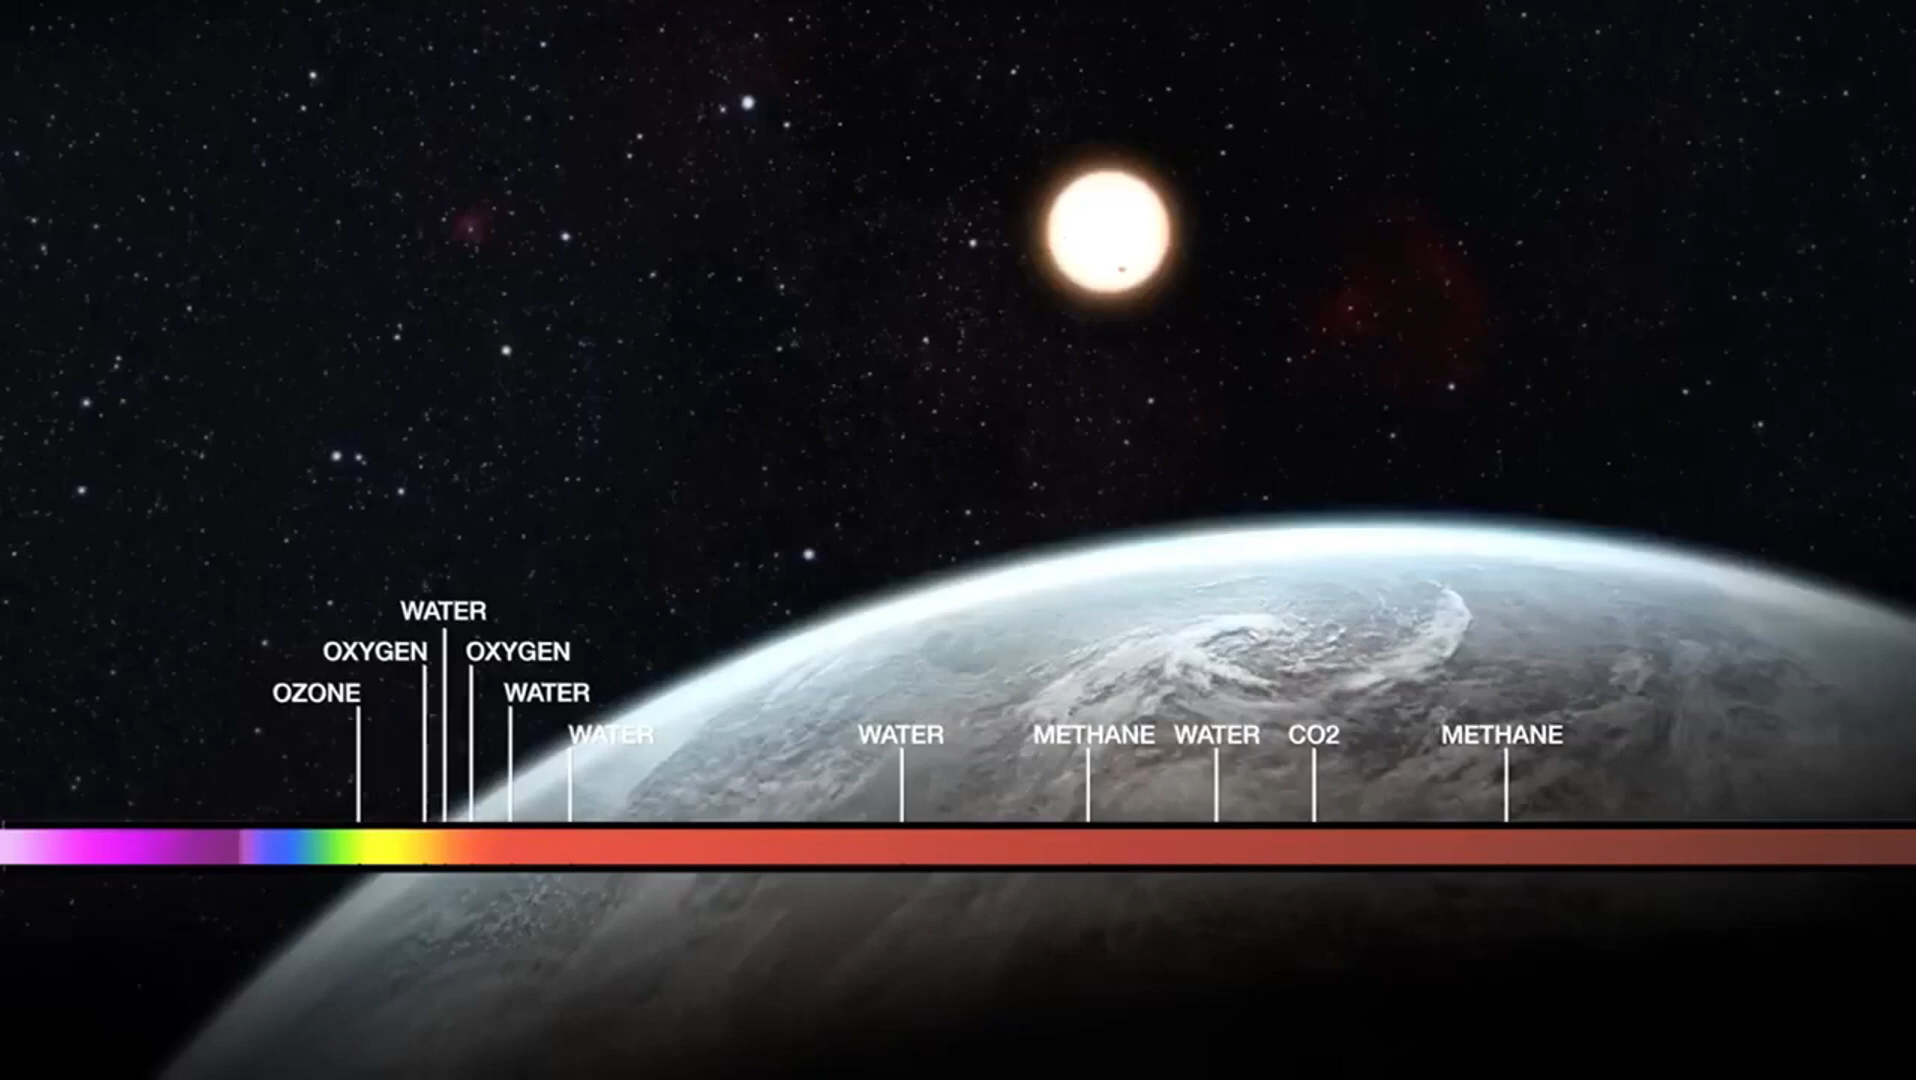 WATER
OXYGEN OXYGEN
OZONE WATER
WATER WATER METHANE WATER CO2 METHANE